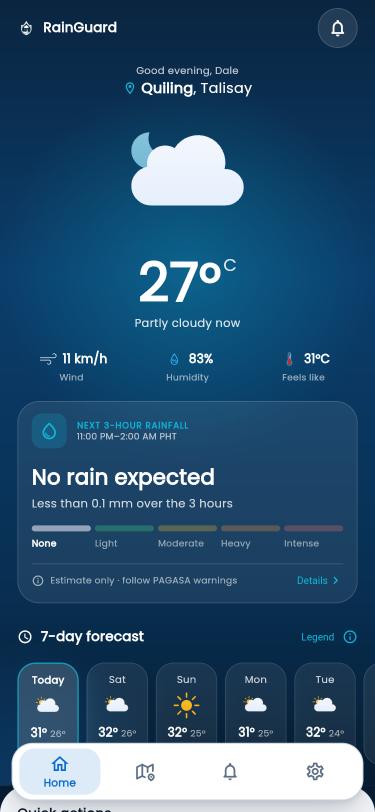 RainGuard
Good evening, Dale
Quiling, Talisay
27°C
Partly cloudy now
11 km/h 83% 31°C
Wind Humidity Feels like
NEXT 3-HOUR RAINFALL
11:00 PM–2:00 AM PHT
No rain expected
Less than 0.1 mm over the 3 hours
None Light Moderate Heavy Intense
Estimate only · follow PAGASA warnings Details
7-day forecast Legend
Today Sat Sun Mon Tue
31° 26° 32° 26° 32° 25° 31° 25° 32° 24°
Home
Quick actions